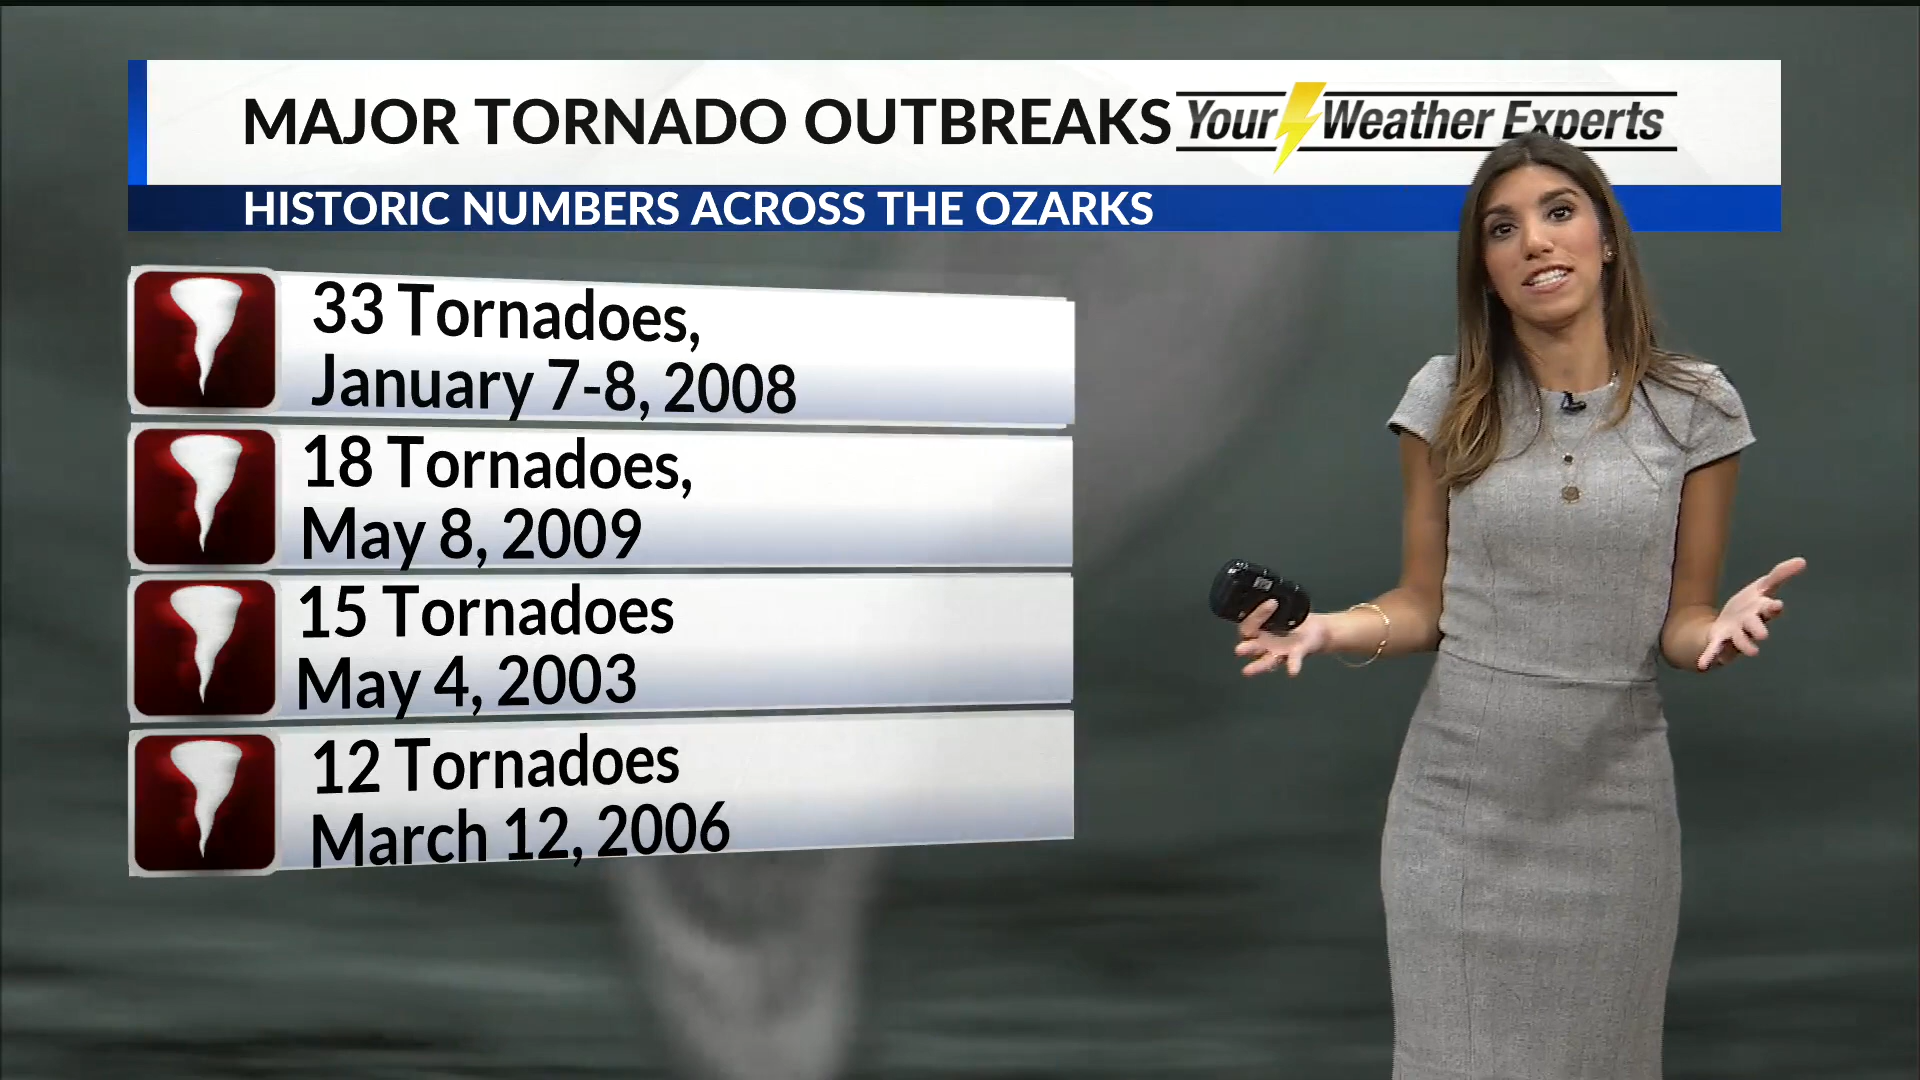 MAJOR TORNADO OUTBREAKS Your Weather Experts
HISTORIC NUMBERS ACROSS THE OZARKS
33 Tornadoes,
January 7-8, 2008
18 Tornadoes,
May 8, 2009
15 Tornadoes
May 4, 2003
12 Tornadoes
March 12, 2006